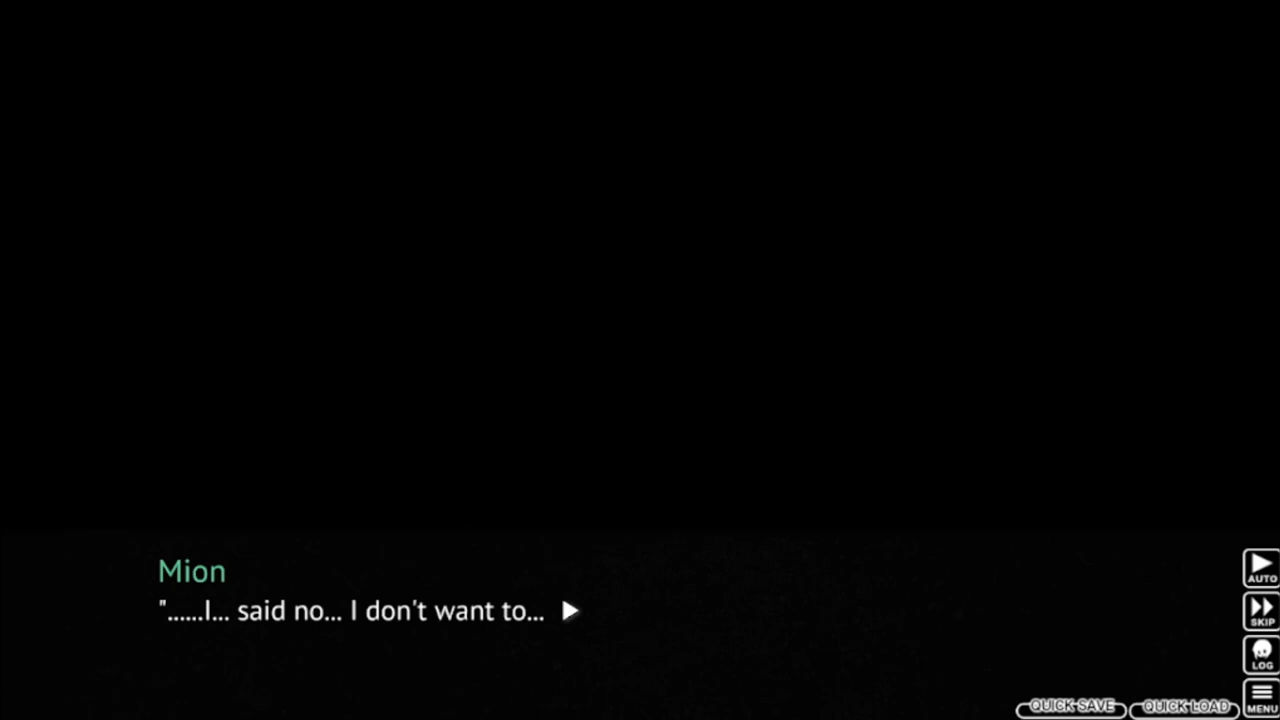 Mion
"......I... said no... I don't want to...
AUTO
SKIP
LOG
MENU
QUICK SAVE QUICK LOAD